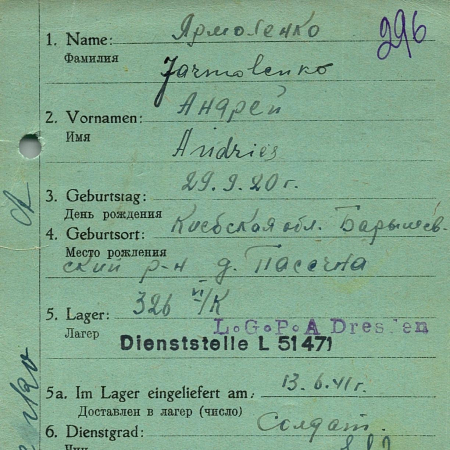 296
1. Name: Ярмоленко
Фамилия
Jarmolenko
2. Vornamen: Андрей
Имя
Andries
3. Geburtstag: 29.9.20 г.
День рождения
4. Geburtsort: Киевская обл. Барышев-
Место рождения
ский р-н д. Пасечна
5. Lager: 326 VI/K
Лагер
L.G.P.A Dresden
Dienststelle L 51471
5a. Im Lager eingeliefert am: 13.6.41 г.
Доставлен в лагер (число)
6. Dienstgrad: Солдат.
Чин